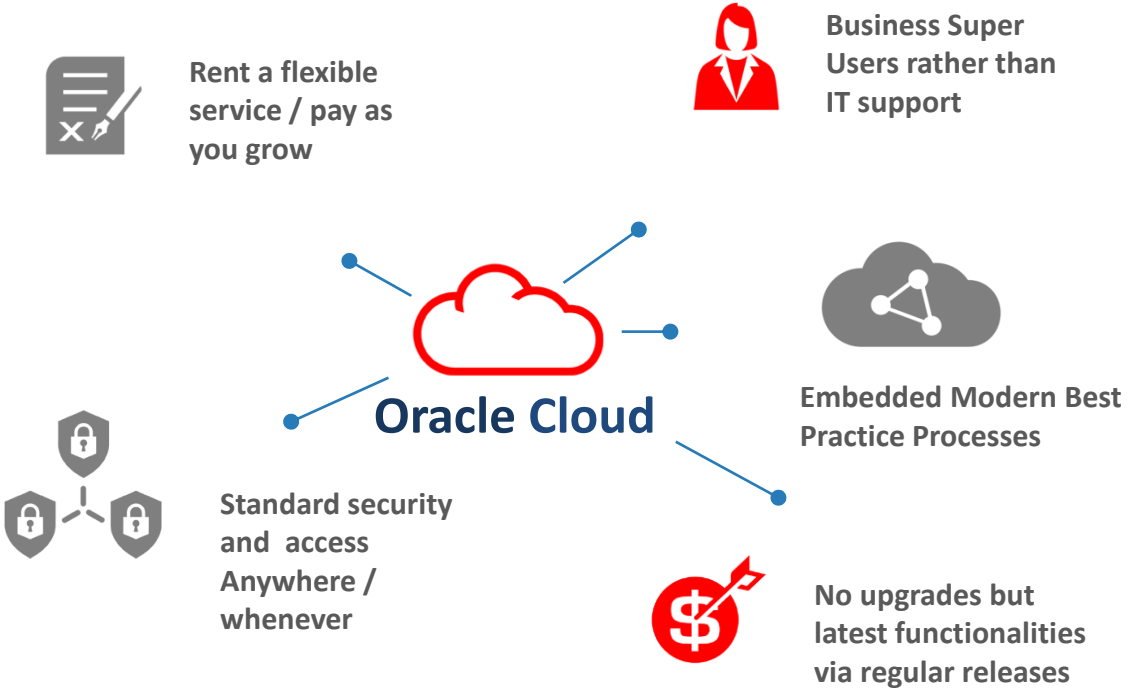 Rent a flexible
service / pay as
you grow
Business Super
Users rather than
IT support
Oracle Cloud
Embedded Modern Best
Practice Processes
Standard security
and access
Anywhere /
whenever
No upgrades but
latest functionalities
via regular releases
X
$